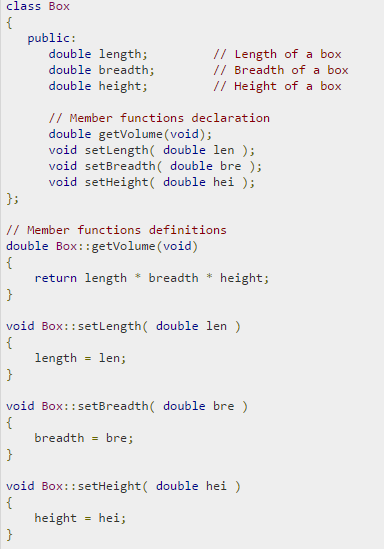 class Box
{
   public:
      double length;         // Length of a box
      double breadth;        // Breadth of a box
      double height;         // Height of a box

      // Member functions declaration
      double getVolume(void);
      void setLength( double len );
      void setBreadth( double bre );
      void setHeight( double hei );
};

// Member functions definitions
double Box::getVolume(void)
{
    return length * breadth * height;
}

void Box::setLength( double len )
{
    length = len;
}

void Box::setBreadth( double bre )
{
    breadth = bre;
}

void Box::setHeight( double hei )
{
    height = hei;
}